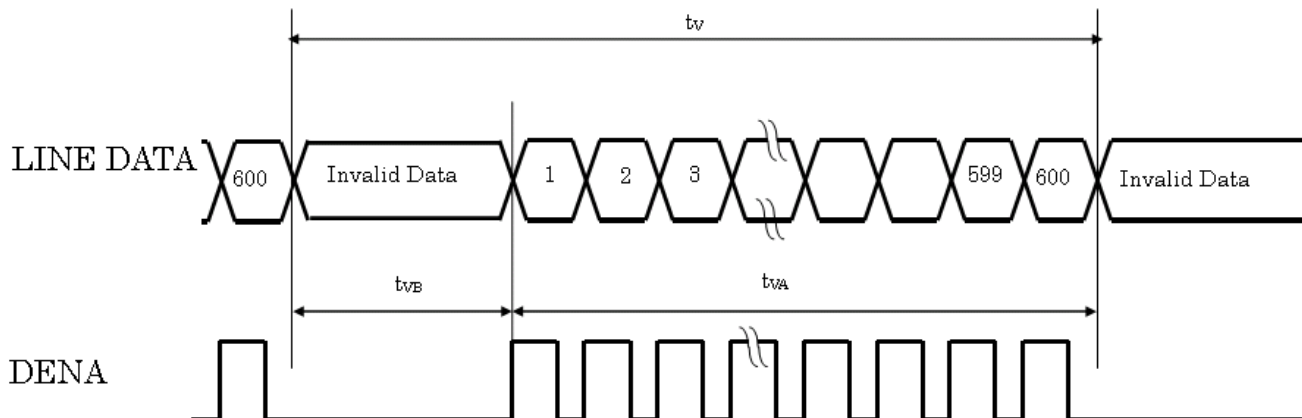 tV
LINE DATA
600 Invalid Data 1 2 3 599 600 Invalid Data
tVB tVA
DENA